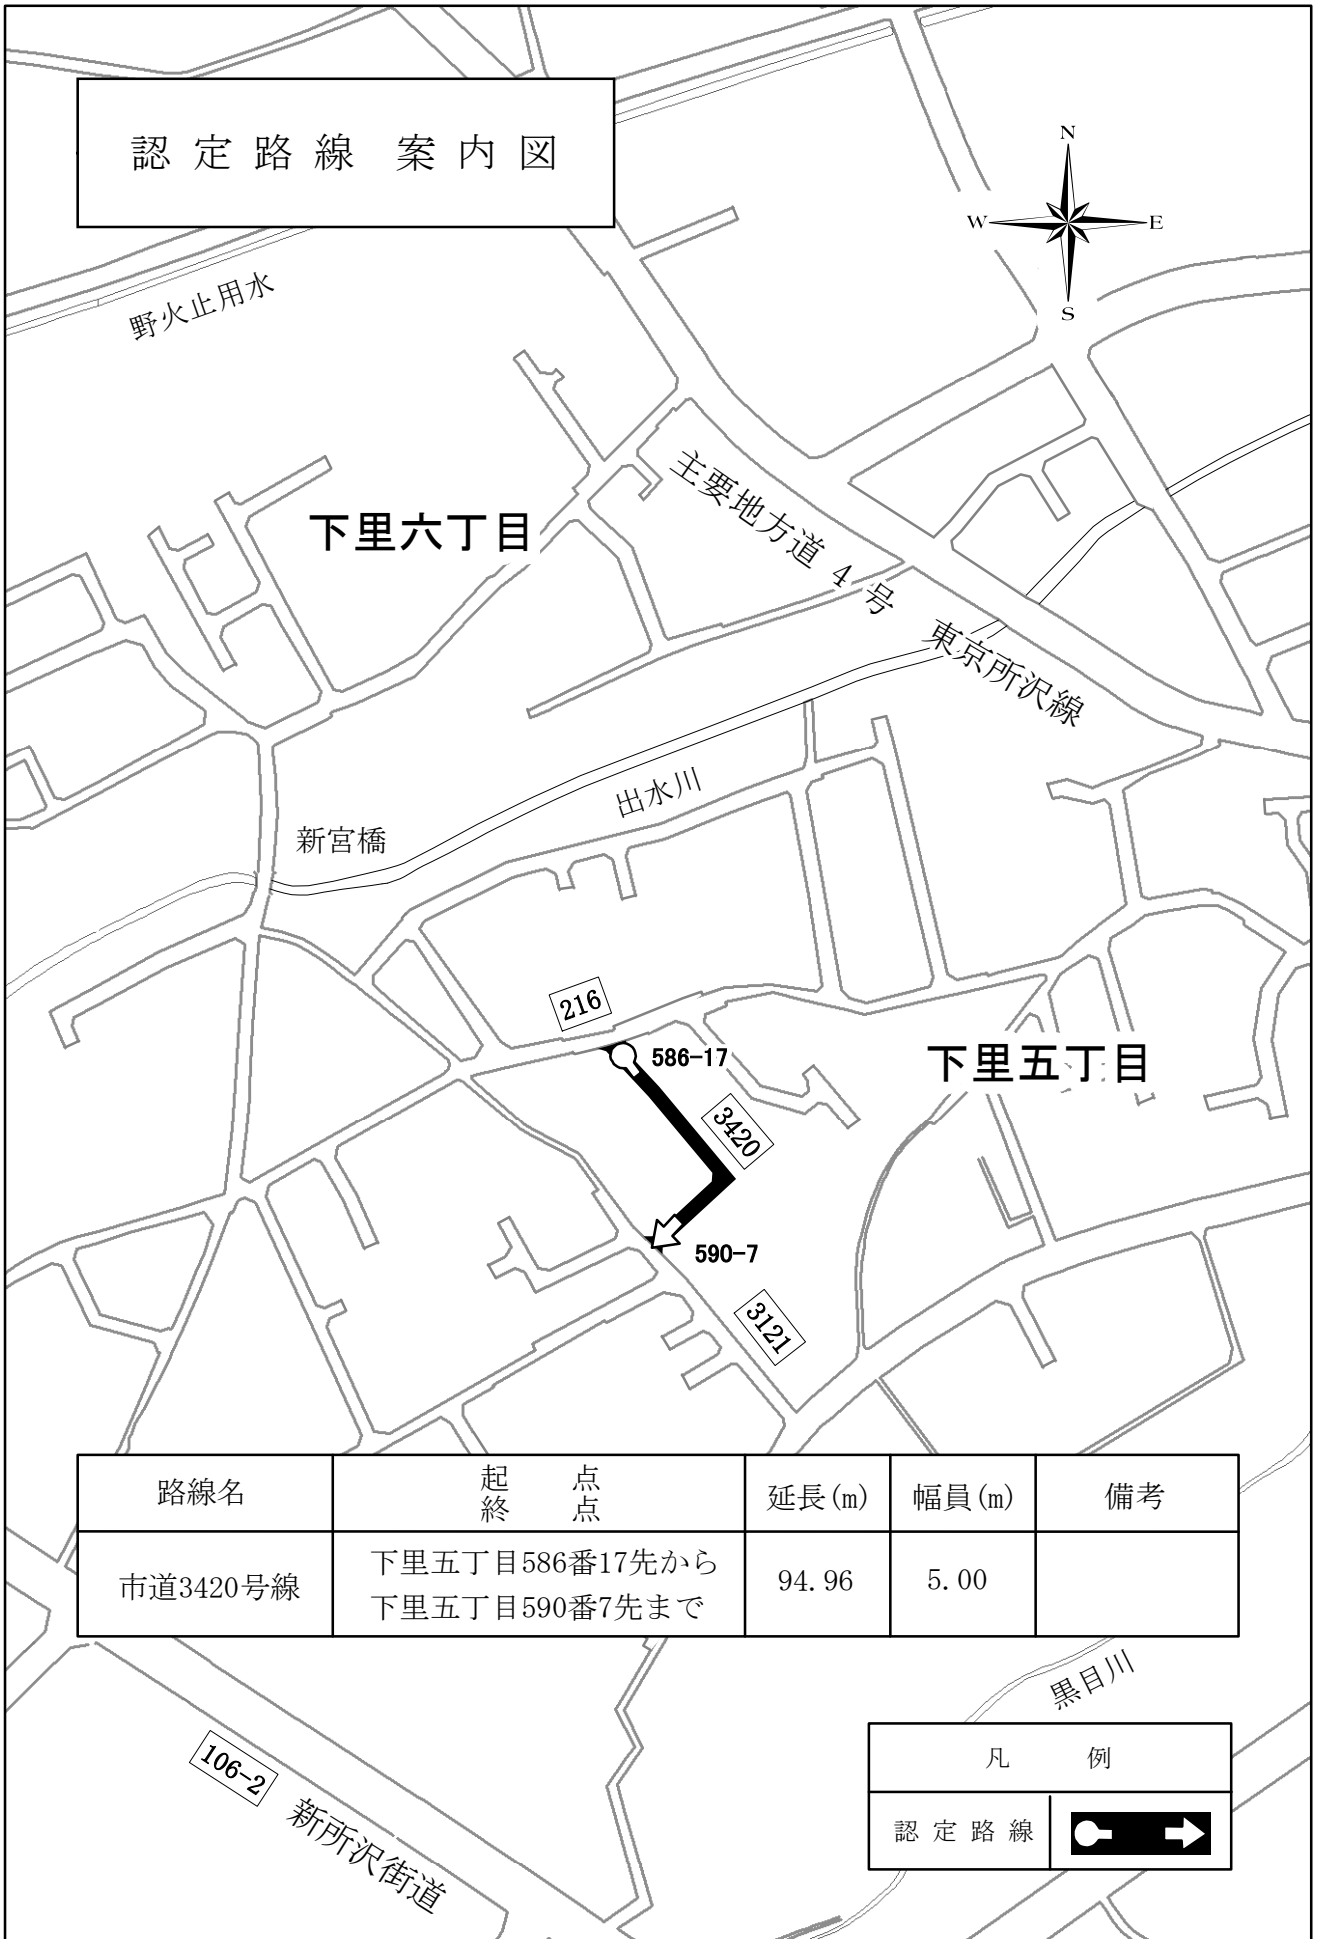 認定路線 案内図
N
W
E
S
野火止用水
下里六丁目
主要地方道 4 号 東京所沢線
出水川
新宮橋
216
586-17
下里五丁目
3420
590-7
3121
路線名
起 点
終 点
延長(m)
幅員(m)
備考
市道3420号線
下里五丁目586番17先から
下里五丁目590番7先まで
94.96
5.00
黒目川
106-2
新所沢街道
凡 例
認定路線